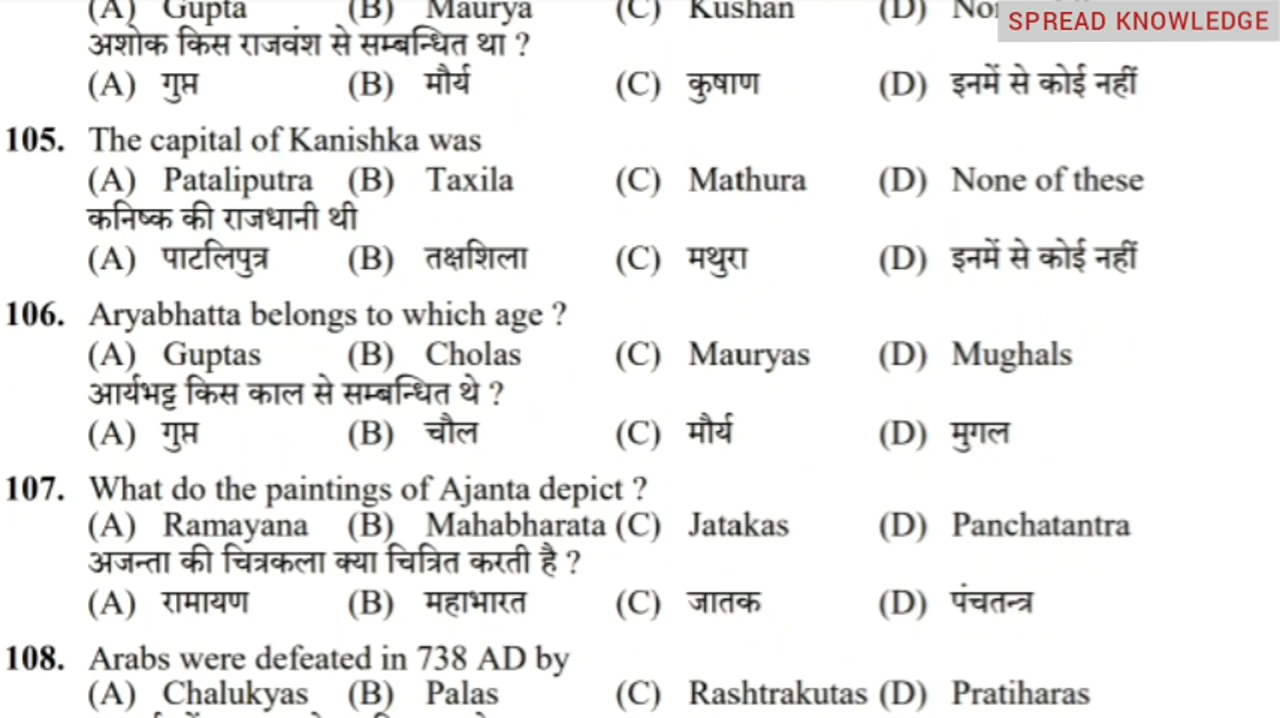 (A) Gupta (B) Maurya (C) Kushan (D)
SPREAD KNOWLEDGE
अशोक किस राजवंश से सम्बन्धित था ?
(A) गुप्त (B) मौर्य (C) कुषाण (D) इनमें से कोई नहीं
105. The capital of Kanishka was
(A) Pataliputra (B) Taxila (C) Mathura (D) None of these
कनिष्क की राजधानी थी
(A) पाटलिपुत्र (B) तक्षशिला (C) मथुरा (D) इनमें से कोई नहीं
106. Aryabhatta belongs to which age ?
(A) Guptas (B) Cholas (C) Mauryas (D) Mughals
आर्यभट्ट किस काल से सम्बन्धित थे ?
(A) गुप्त (B) चौल (C) मौर्य (D) मुगल
107. What do the paintings of Ajanta depict ?
(A) Ramayana (B) Mahabharata (C) Jatakas (D) Panchatantra
अजन्ता की चित्रकला क्या चित्रित करती है ?
(A) रामायण (B) महाभारत (C) जातक (D) पंचतन्त्र
108. Arabs were defeated in 738 AD by
(A) Chalukyas (B) Palas (C) Rashtrakutas (D) Pratiharas